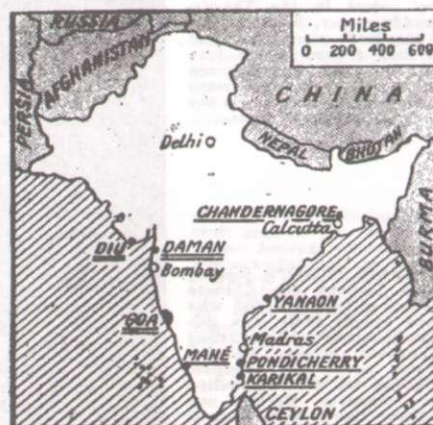 RUSSIA
Miles
0 200 400 600
AFGHANISTAN
PERSIA
CHINA
Delhi
NEPAL
BHUTAN
BURMA
CHANDERNAGORE
Calcutta
DIU
DAMAN
Bombay
YANAON
GOA
Madras
MAHÉ
PONDICHERRY
KARIKAL
CEYLON